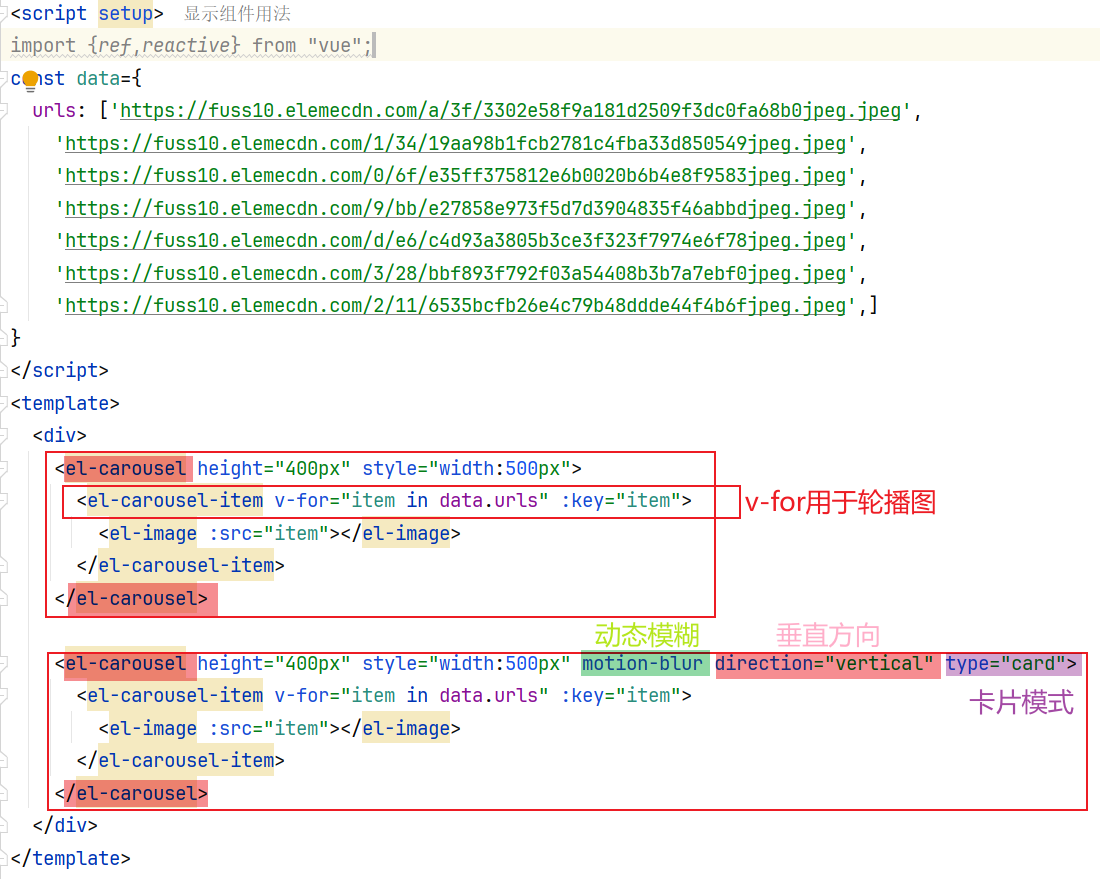 <script setup> 显示组件用法
import {ref,reactive} from "vue";
const data={
urls: ['https://fuss10.elemecdn.com/a/3f/3302e58f9a181d2509f3dc0fa68b0jpeg.jpeg',
'https://fuss10.elemecdn.com/1/34/19aa98b1fcb2781c4fba33d850549jpeg.jpeg',
'https://fuss10.elemecdn.com/0/6f/e35ff375812e6b0020b6b4e8f9583jpeg.jpeg',
'https://fuss10.elemecdn.com/9/bb/e27858e973f5d7d3904835f46abbdjpeg.jpeg',
'https://fuss10.elemecdn.com/d/e6/c4d93a3805b3ce3f323f7974e6f78jpeg.jpeg',
'https://fuss10.elemecdn.com/3/28/bbf893f792f03a54408b3b7a7ebf0jpeg.jpeg',
'https://fuss10.elemecdn.com/2/11/6535bcfb26e4c79b48ddde44f4b6fjpeg.jpeg',]
}
</script>
<template>
<div>
<el-carousel height="400px" style="width:500px">
<el-carousel-item v-for="item in data.urls" :key="item"> v-for用于轮播图
<el-image :src="item"></el-image>
</el-carousel-item>
</el-carousel>
动态模糊 垂直方向
<el-carousel height="400px" style="width:500px" motion-blur direction="vertical" type="card">
<el-carousel-item v-for="item in data.urls" :key="item"> 卡片模式
<el-image :src="item"></el-image>
</el-carousel-item>
</el-carousel>
</div>
</template>